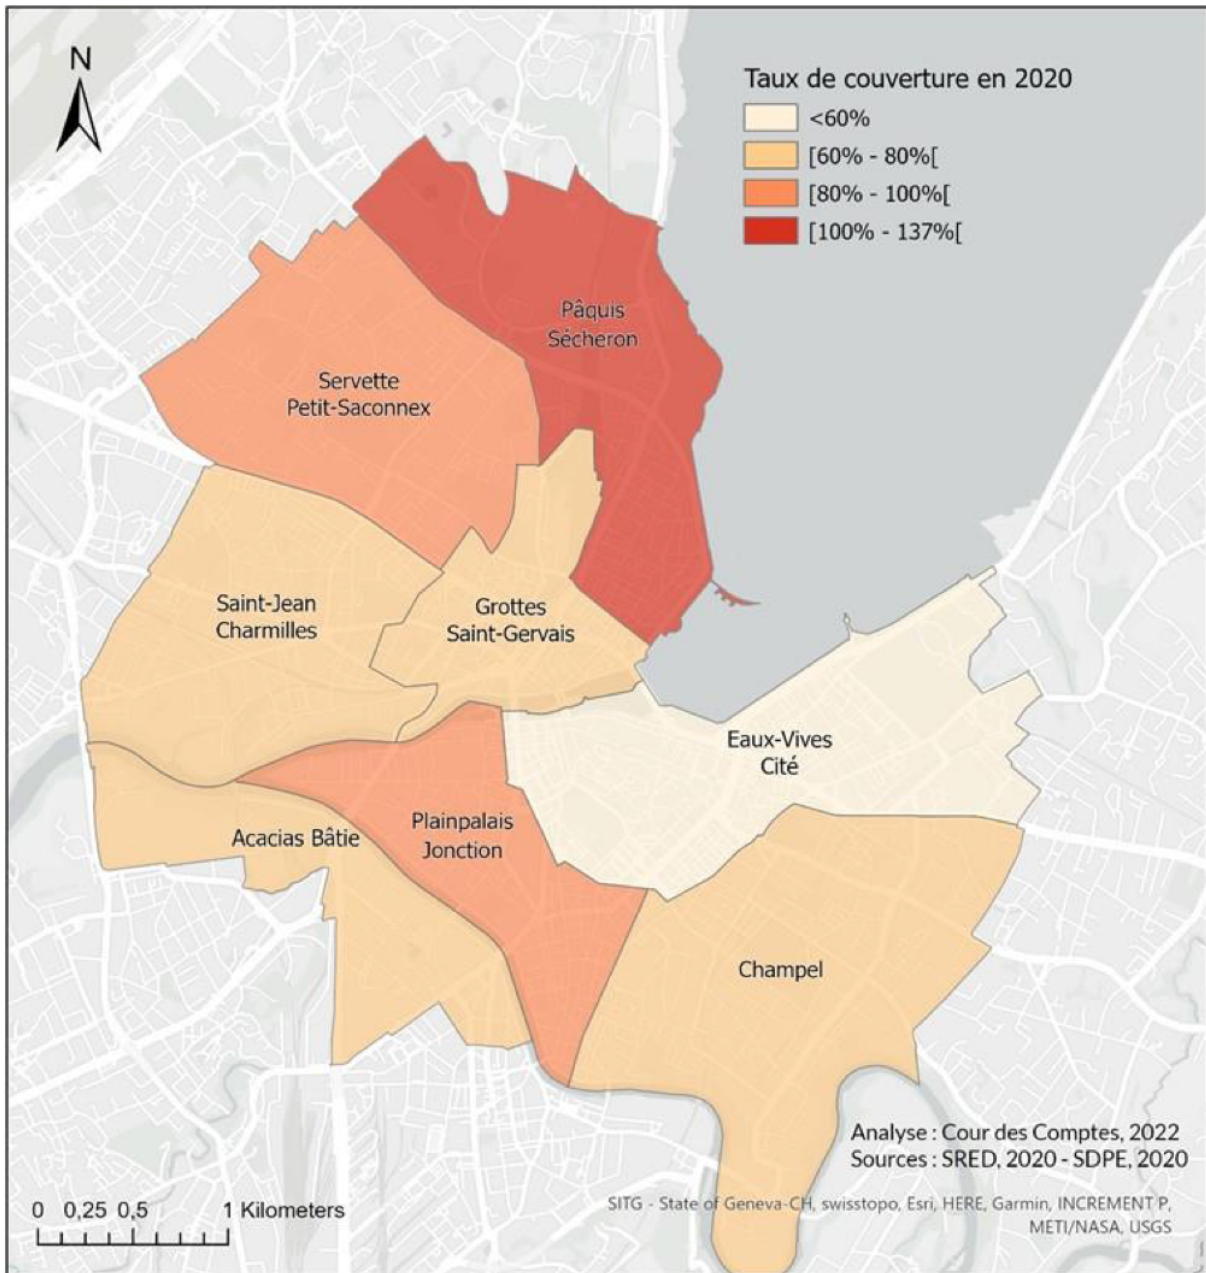 N
Taux de couverture en 2020
<60%
[60% - 80%[
[80% - 100%[
[100% - 137%[
Pâquis
Sécheron
Servette
Petit-Saconnex
Saint-Jean
Charmilles
Grottes
Saint-Gervais
Eaux-Vives
Cité
Acacias Bâtie
Plainpalais
Jonction
Champel
Analyse : Cour des Comptes, 2022
Sources : SRED, 2020 - SDPE, 2020
0 0,25 0,5 1 Kilometers
SITG - State of Geneva-CH, swisstopo, Esri, HERE, Garmin, INCREMENT P,
METI/NASA, USGS